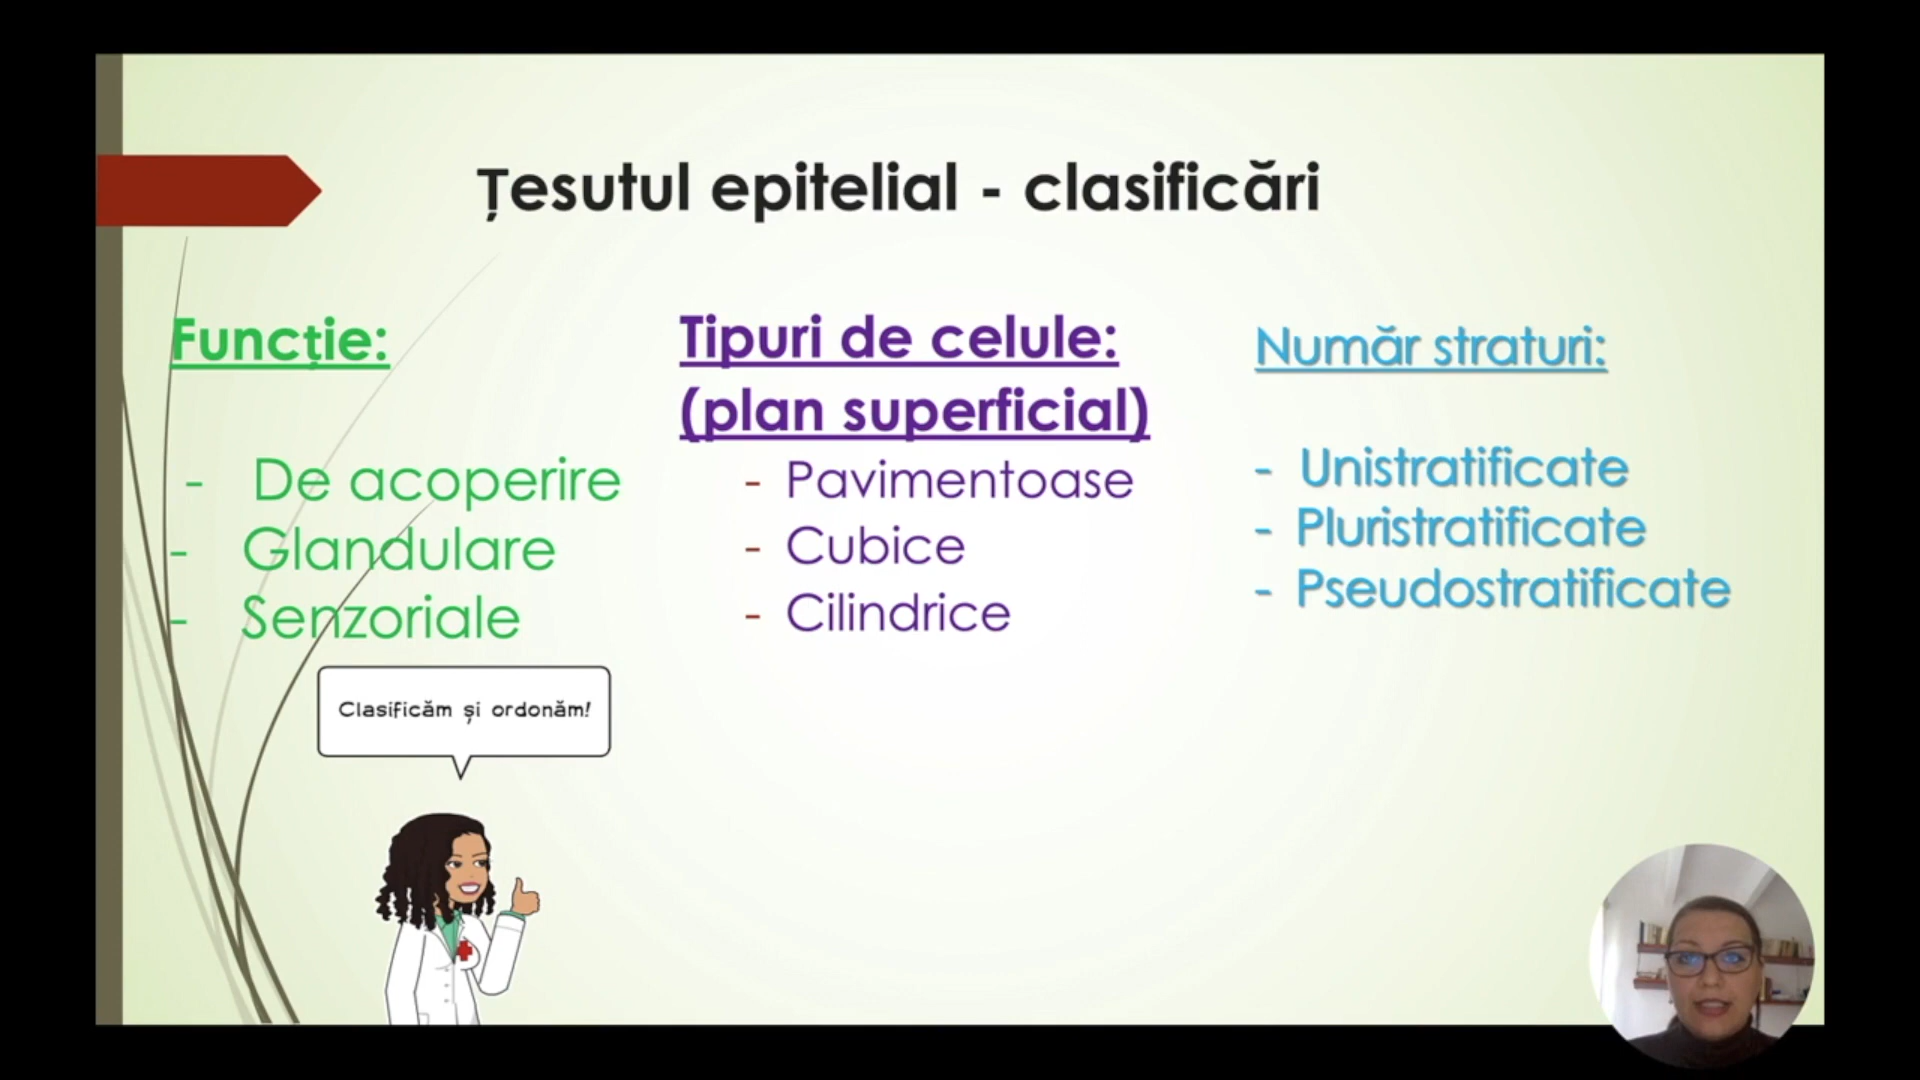 Țesutul epitelial - clasificări
Funcție:
- De acoperire
- Glandulare
- Senzoriale
Tipuri de celule:
(plan superficial)
- Pavimentoase
- Cubice
- Cilindrice
Număr straturi:
- Unistratificate
- Pluristratificate
- Pseudostratificate
Clasificăm și ordonăm!